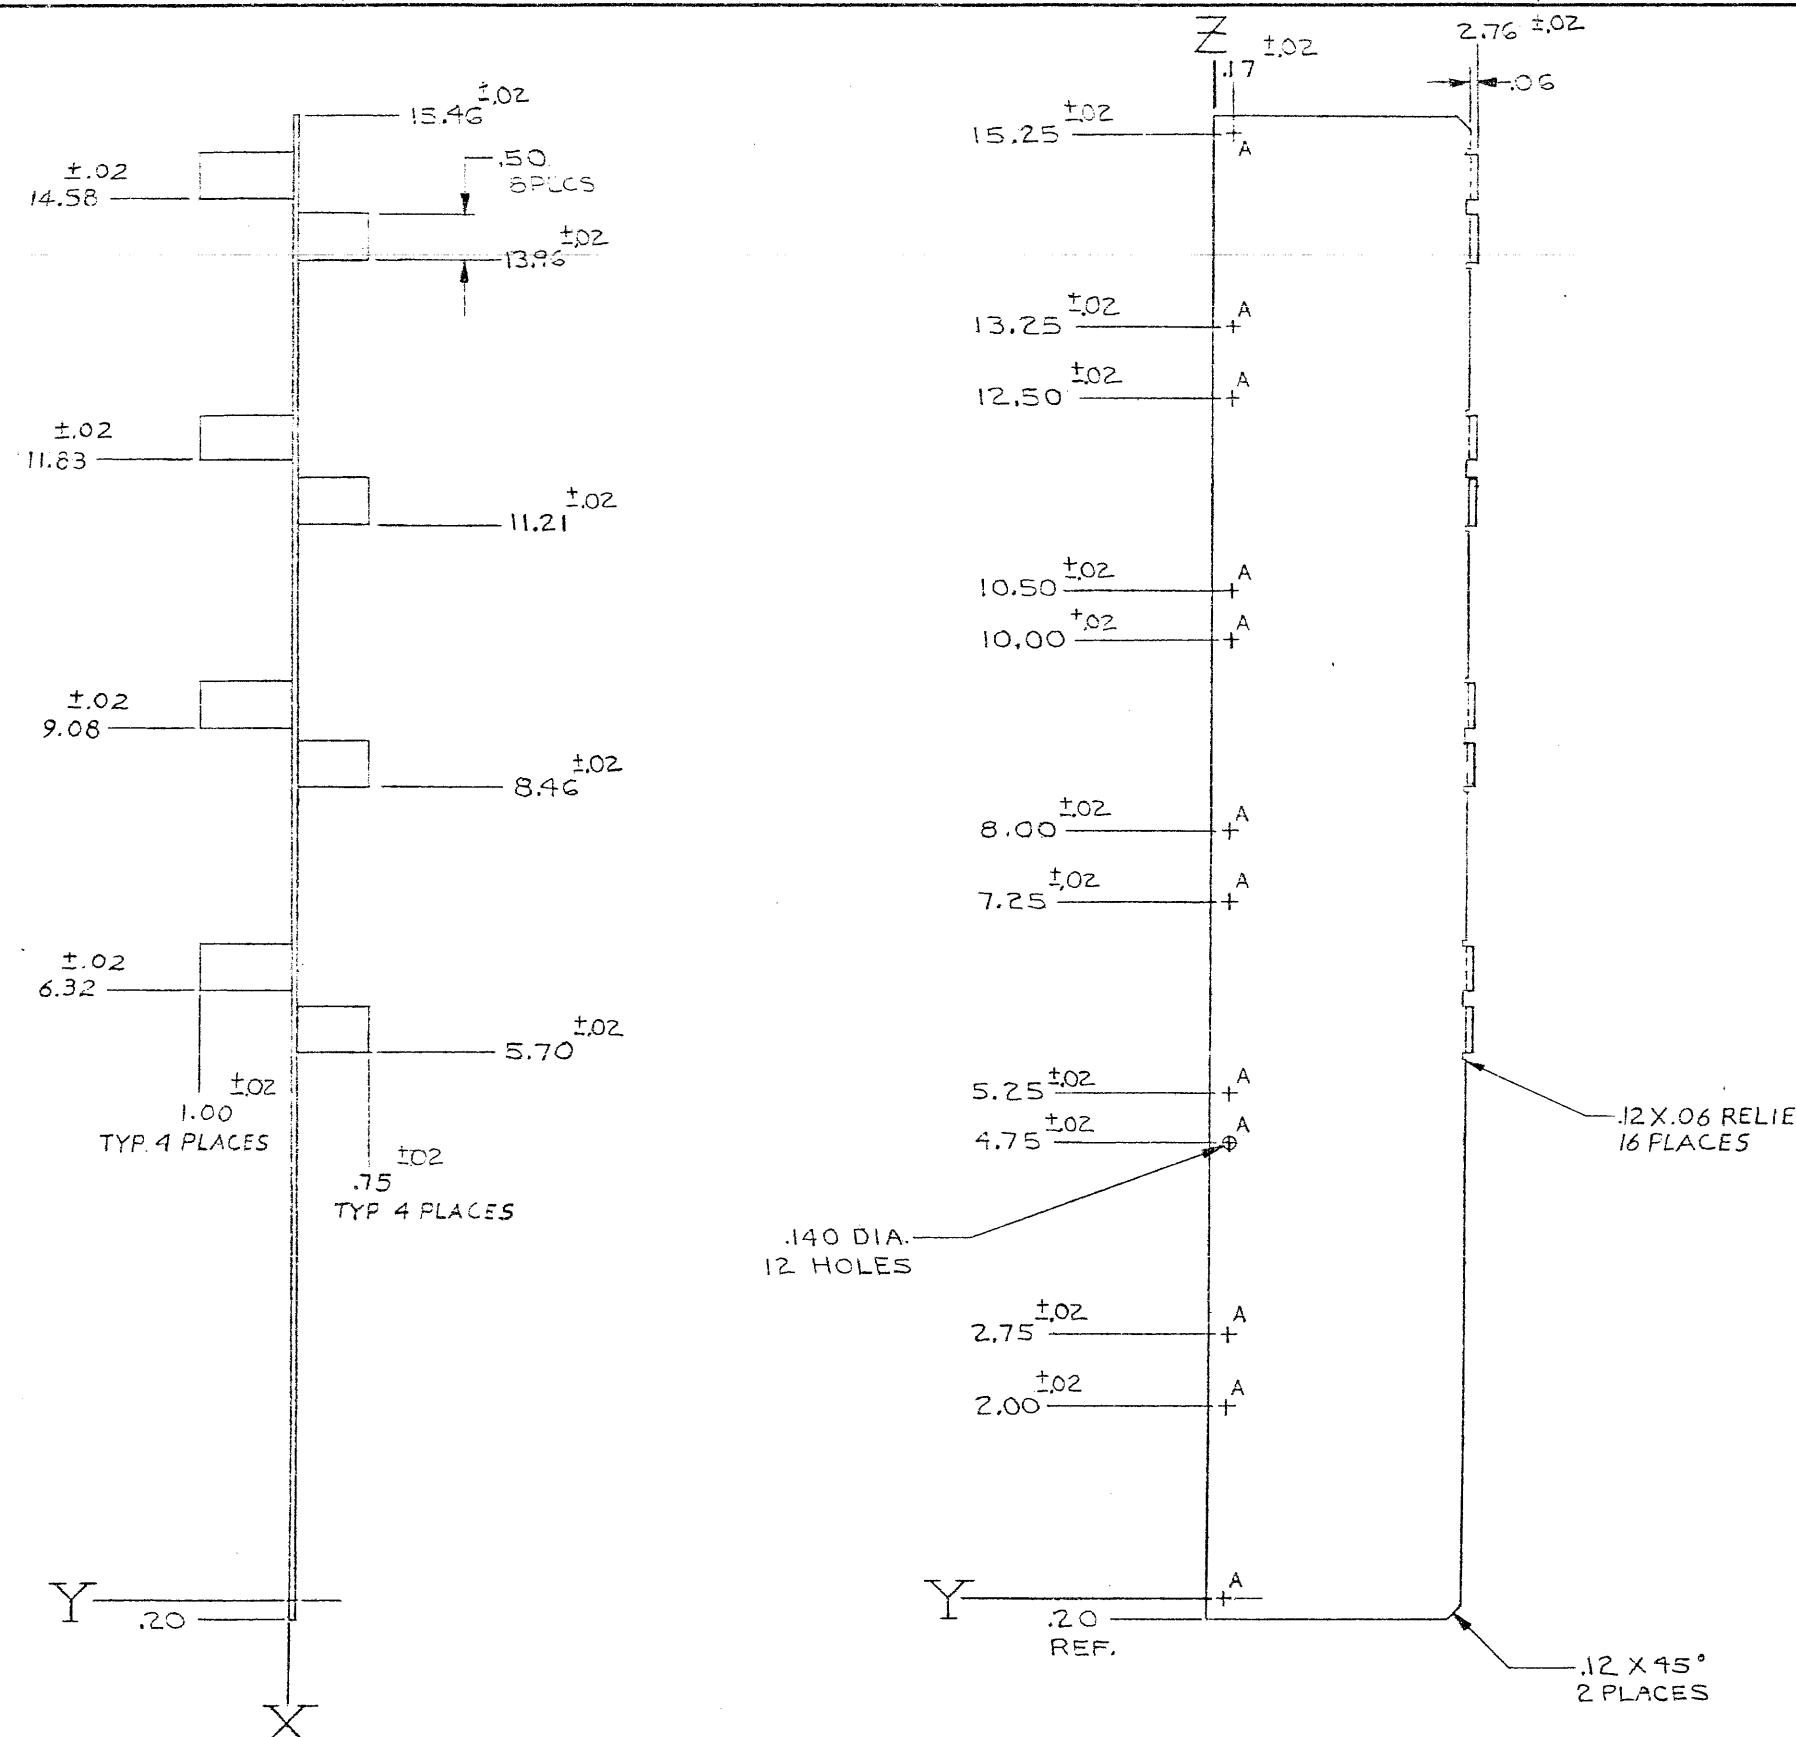 15.46 ±.02
±.02
14.58
.50
8PLCS
13.96 ±.02
±.02
11.83
11.21 ±.02
±.02
9.08
8.46 ±.02
±.02
6.32
5.70 ±.02
1.00 ±.02
TYP. 4 PLACES
.75 ±.02
TYP 4 PLACES
Y
.20
X
Z
.17 ±.02
2.76 ±.02
.06
15.25 ±.02
A
13.25 ±.02
A
12.50 ±.02
A
10.50 ±.02
A
10.00 +.02
A
8.00 ±.02
A
7.25 ±.02
A
5.25 ±.02
A
4.75 ±.02
A
.12 X .06 RELIE
16 PLACES
.140 DIA.
12 HOLES
2.75 ±.02
A
2.00 ±.02
A
Y
A
.20
REF.
.12 X 45°
2 PLACES